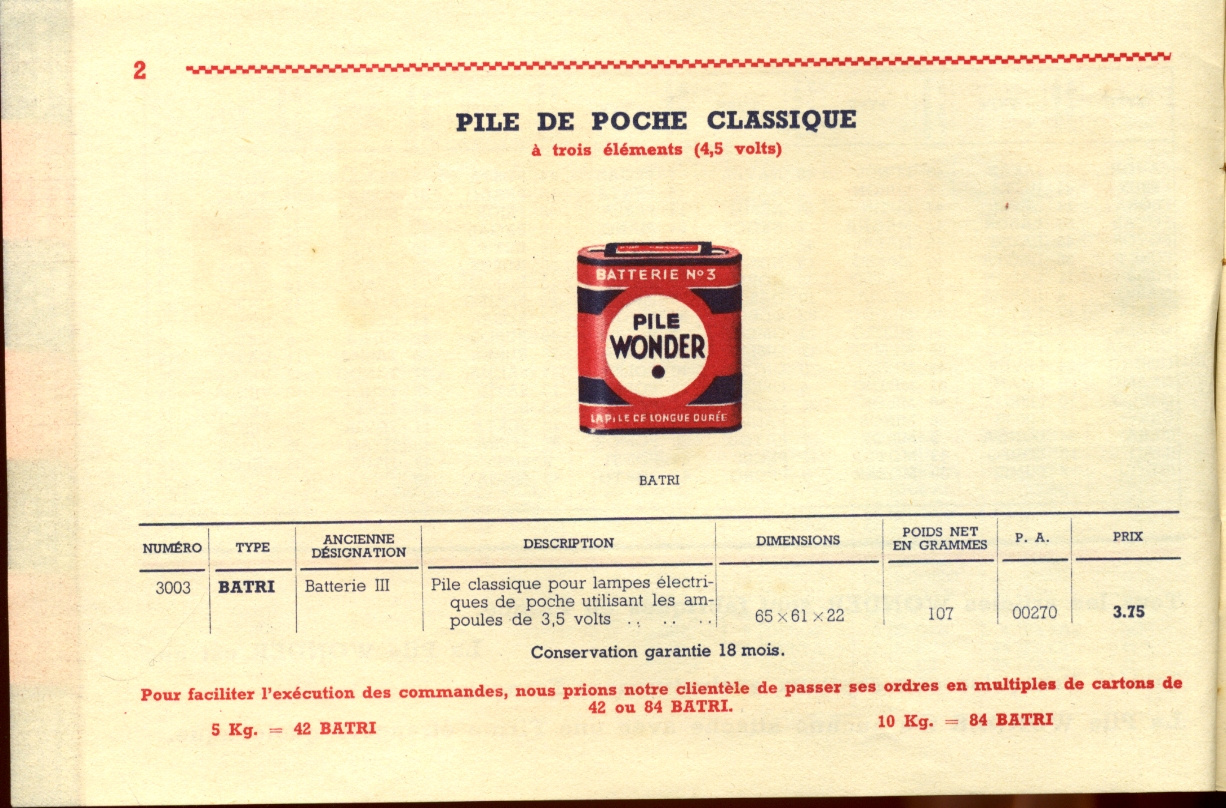 2
PILE DE POCHE CLASSIQUE
à trois éléments (4,5 volts)
BATTERIE Nº3
PILE
WONDER
LA PILE DE LONGUE DURÉE
BATRI
NUMÉRO TYPE ANCIENNE DÉSIGNATION DESCRIPTION DIMENSIONS POIDS NET EN GRAMMES P. A. PRIX
3003 BATRI Batterie III Pile classique pour lampes électri-
ques de poche utilisant les am-
poules de 3,5 volts .. .. .. 65 × 61 × 22 107 00270 3.75
Conservation garantie 18 mois.
Pour faciliter l'exécution des commandes, nous prions notre clientèle de passer ses ordres en multiples de cartons de
42 ou 84 BATRI.
5 Kg. = 42 BATRI 10 Kg. = 84 BATRI